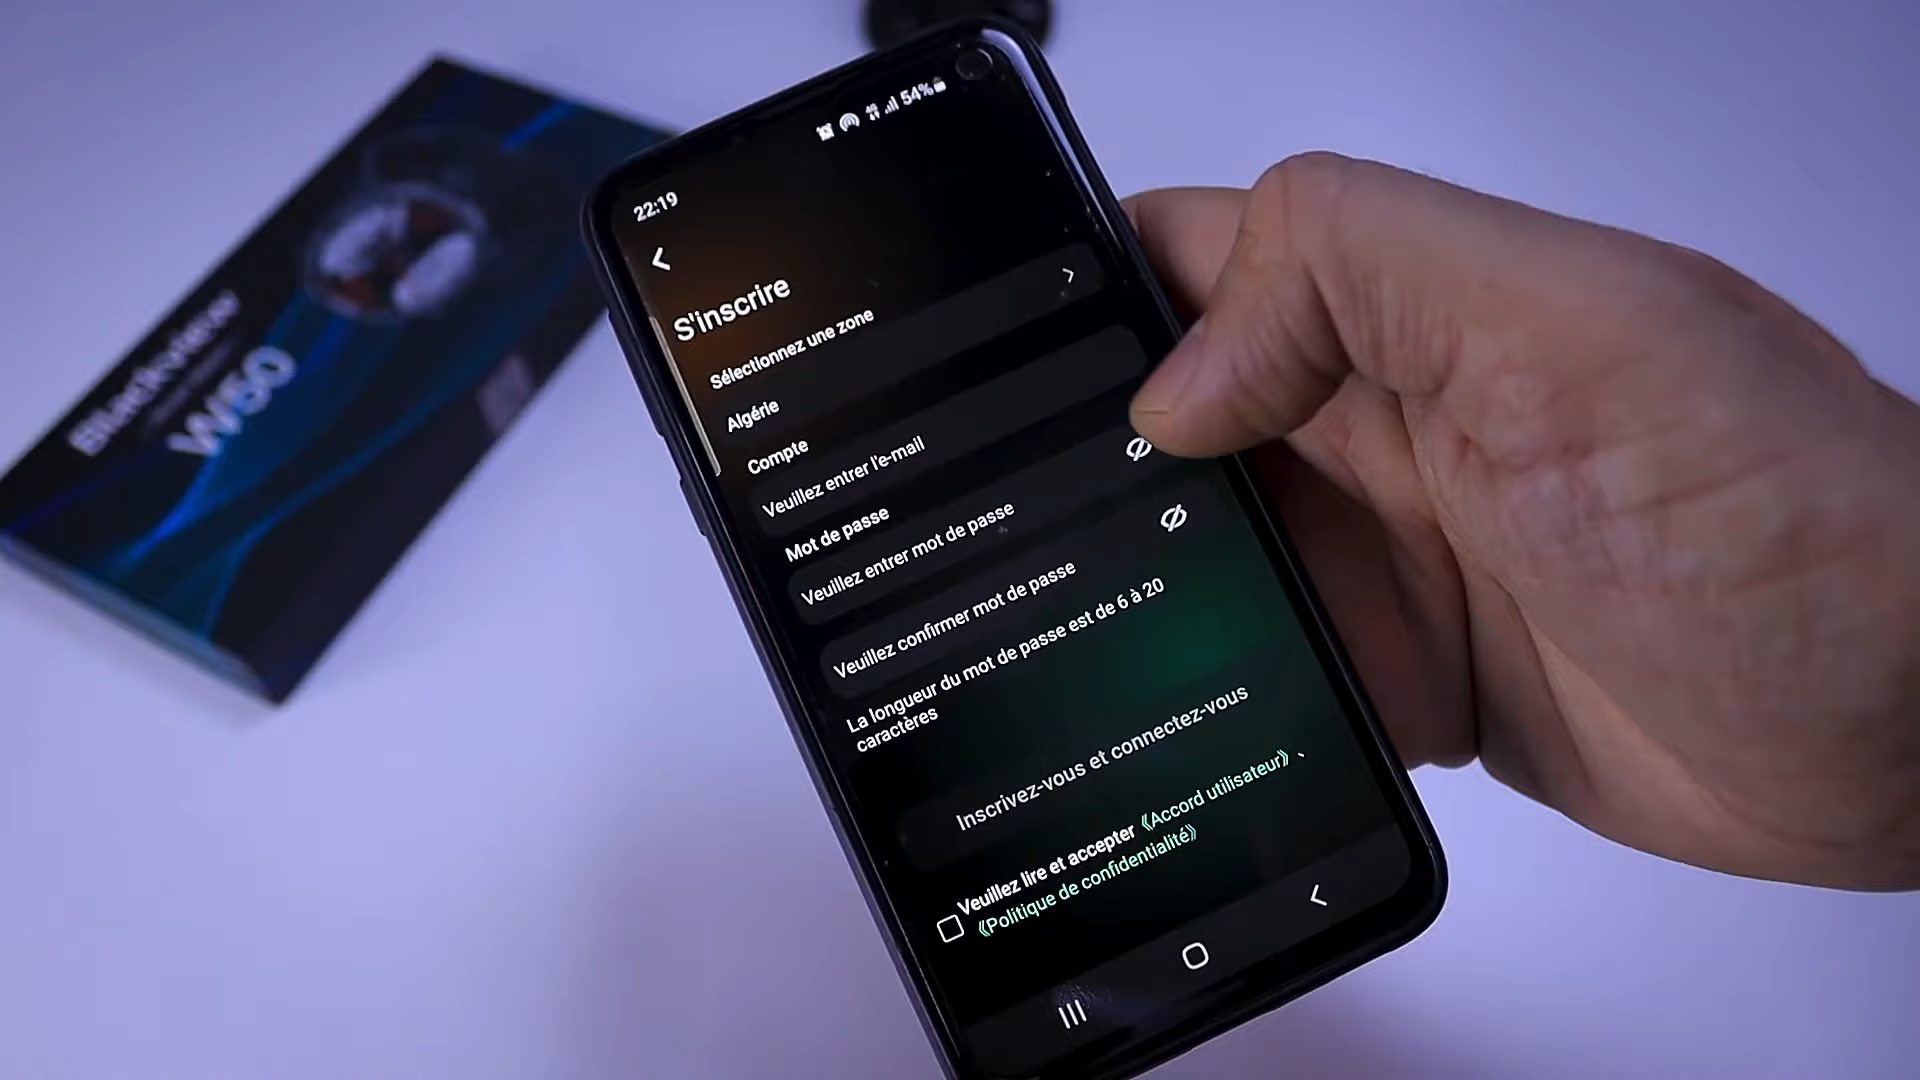 Blackview
W50
54%
22:19
S'inscrire
Sélectionnez une zone
Algérie
Compte
Veuillez entrer l'e-mail
Mot de passe
Veuillez entrer mot de passe
Veuillez confirmer mot de passe
La longueur du mot de passe est de 6 à 20
caractères
Inscrivez-vous et connectez-vous
Veuillez lire et accepter 《Accord utilisateur》、
《Politique de confidentialité》